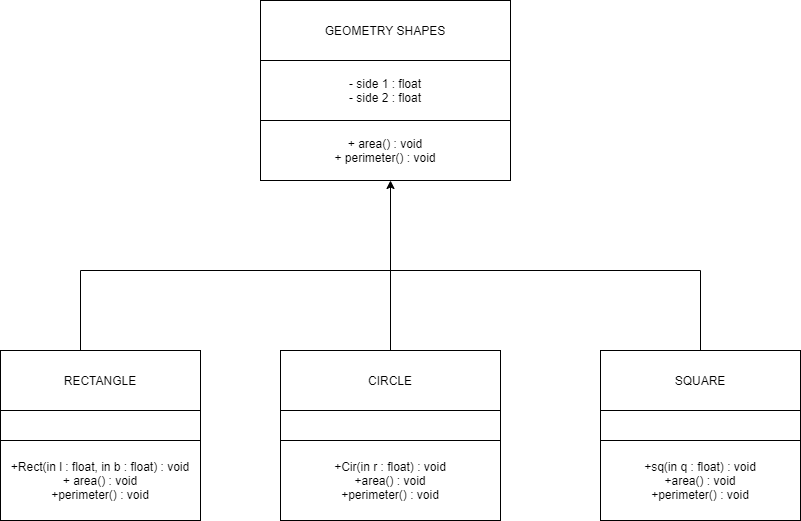 GEOMETRY SHAPES
- side 1 : float
- side 2 : float
+ area() : void
+ perimeter() : void
RECTANGLE
+Rect(in l : float, in b : float) : void
+ area() : void
+perimeter() : void
CIRCLE
+Cir(in r : float) : void
+area() : void
+perimeter() : void
SQUARE
+sq(in q : float) : void
+area() : void
+perimeter() : void